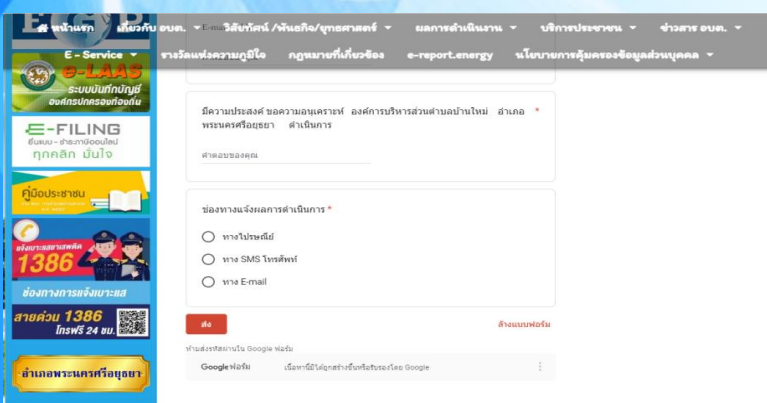 หน้าแรก เกี่ยวกับ อบต. วิสัยทัศน์ /พันธกิจ/ยุทธศาสตร์ ผลการดำเนินงาน บริการประชาชน ข่าวสาร อบต.
E - Service รางวัลแห่งความภูมิใจ กฎหมายที่เกี่ยวข้อง e-report.energy นโยบายการคุ้มครองข้อมูลส่วนบุคคล
e-LAAS
ระบบบันทึกบัญชี
องค์กรปกครองท้องถิ่น
E-FILING
ยื่นแบบ - ชำระภาษีออนไลน์
ทุกคลิก มั่นใจ
คู่มือประชาชน
แจ้งเบาะแสยาเสพติด
1386
ช่องทางการแจ้งเบาะแส
สายด่วน 1386
โทรฟรี 24 ชม.
อำเภอพระนครศรีอยุธยา
มีความประสงค์ ขอความอนุเคราะห์ องค์การบริหารส่วนตำบลบ้านใหม่ อำเภอ *
พระนครศรีอยุธยา ดำเนินการ
คำตอบของคุณ
ช่องทางแจ้งผลการดำเนินการ *
ทางไปรษณีย์
ทาง SMS โทรศัพท์
ทาง E-mail
ส่ง
ล้างแบบฟอร์ม
ห้ามส่งรหัสผ่านใน Google ฟอร์ม
Google ฟอร์ม เนื้อหานี้มิได้ถูกสร้างขึ้นหรือรับรองโดย Google